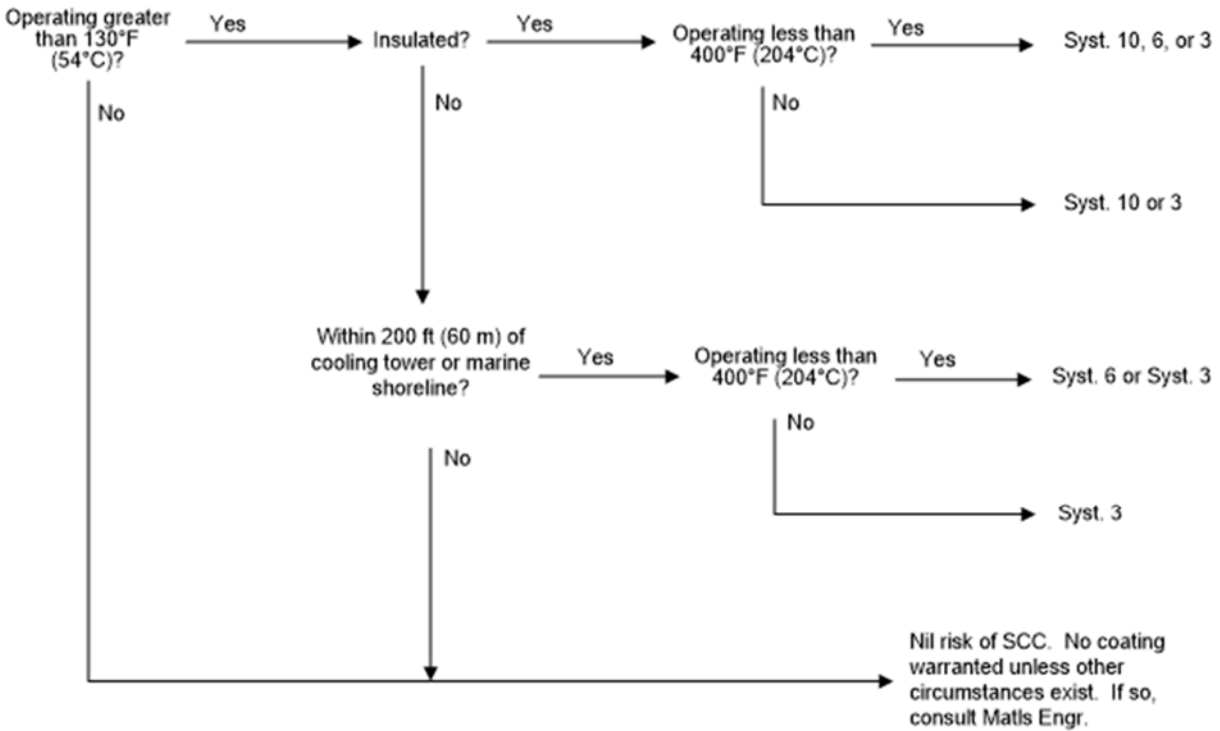 Operating greater
than 130°F
(54°C)?
Yes
Insulated?
Yes
Operating less than
400°F (204°C)?
Yes
Syst. 10, 6, or 3
No
No
No
Syst. 10 or 3
Within 200 ft (60 m) of
cooling tower or marine
shoreline?
Yes
Operating less than
400°F (204°C)?
Yes
Syst. 6 or Syst. 3
No
No
Syst. 3
Nil risk of SCC. No coating
warranted unless other
circumstances exist. If so,
consult Matls Engr.